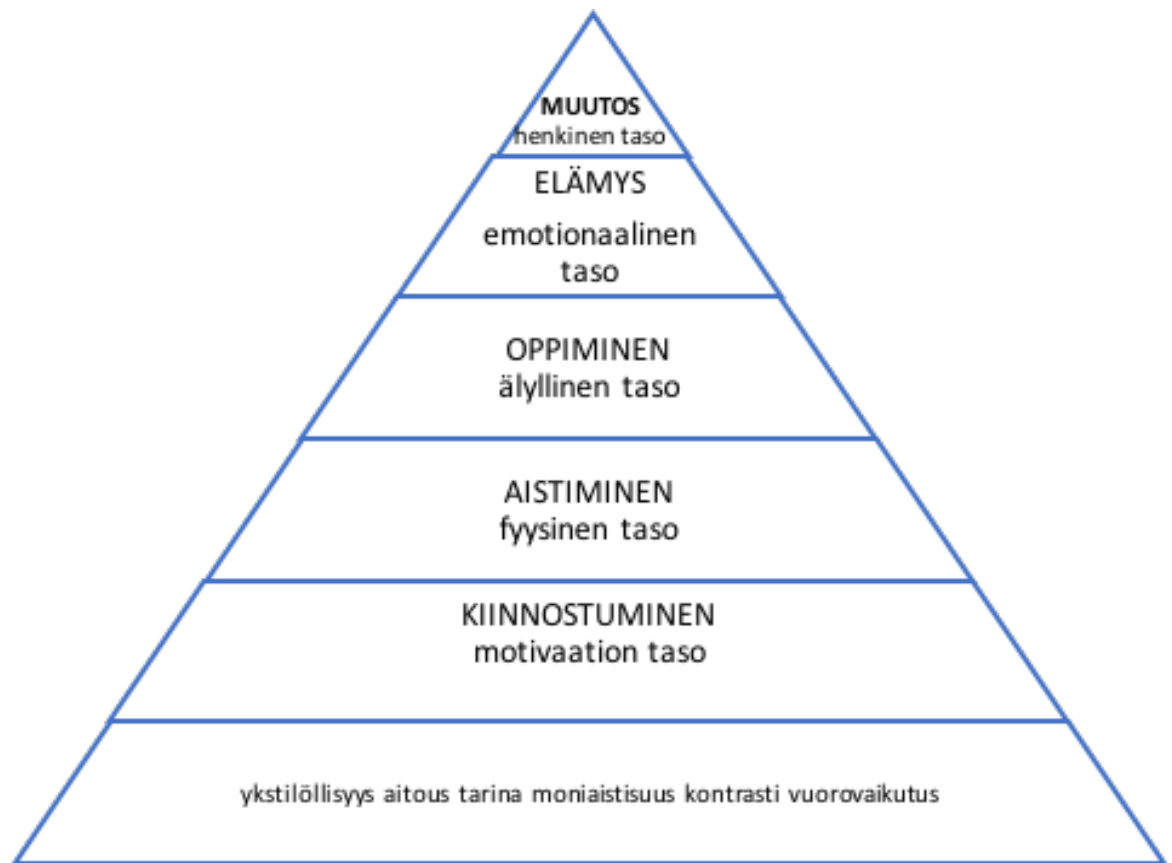 MUUTOS
henkinen taso
ELÄMYS
emotionaalinen
taso
OPPIMINEN
älyllinen taso
AISTIMINEN
fyysinen taso
KIINNOSTUMINEN
motivaation taso
ykstilöllisyys aitous tarina moniaistisuus kontrasti vuorovaikutus